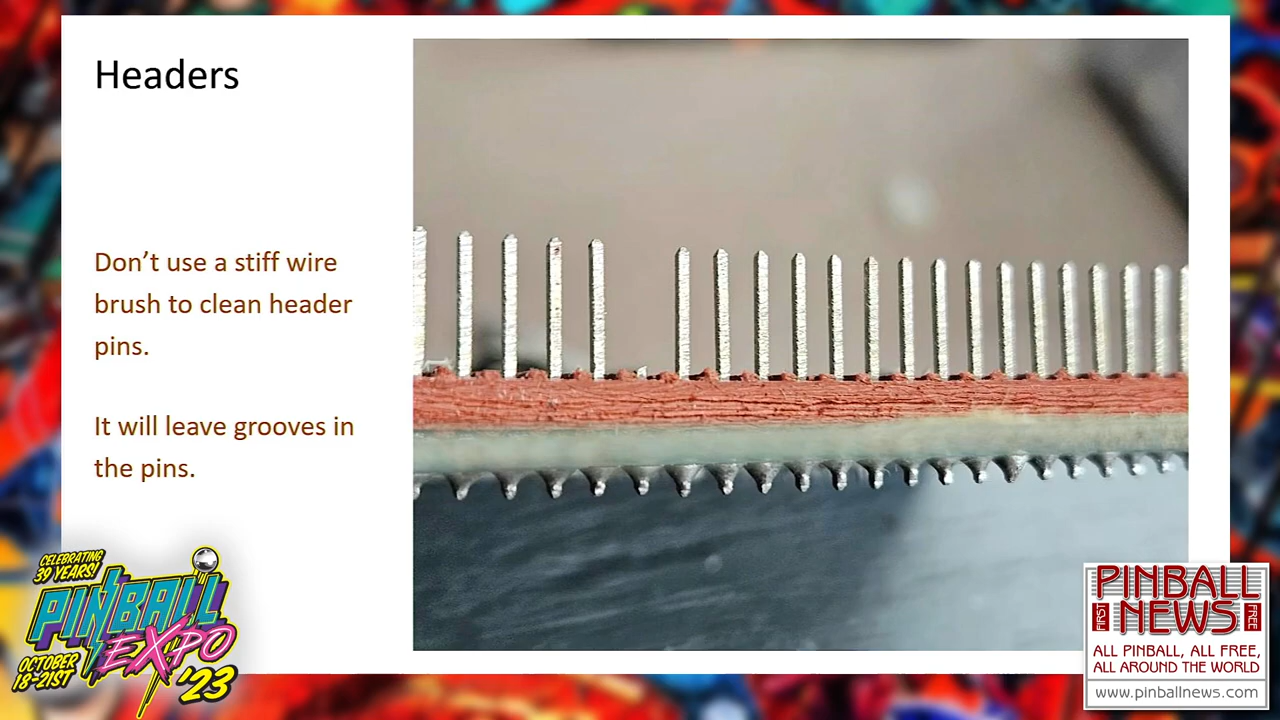 Headers
Don’t use a stiff wire
brush to clean header
pins.
It will leave grooves in
the pins.
CELEBRATING
39 YEARS!
PINBALL
EXPO
OCTOBER
18-21ST
'23
PINBALL
FIRST NEWS FREE
ALL PINBALL, ALL FREE,
ALL AROUND THE WORLD
www.pinballnews.com